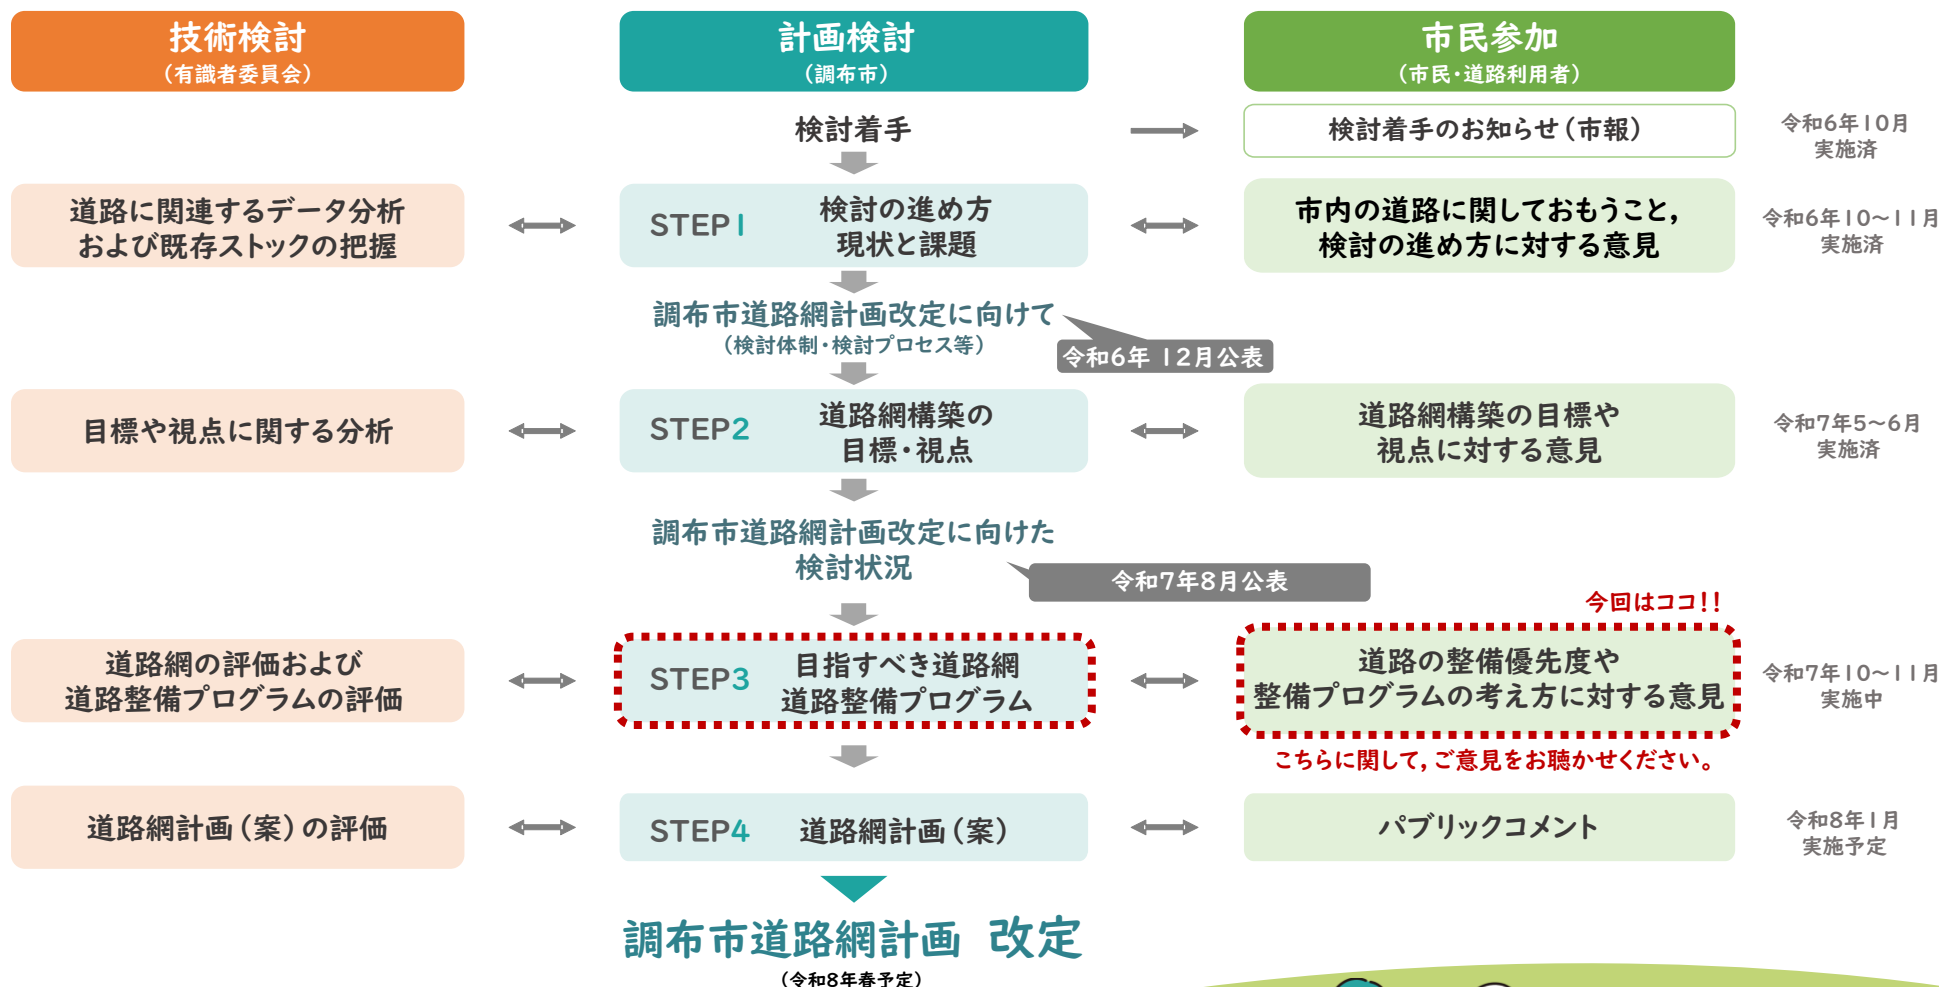 技術検討
（有識者委員会）
計画検討
（調布市）
市民参加
（市民・道路利用者）
検討着手
検討着手のお知らせ（市報）
令和6年10月
実施済
道路に関連するデータ分析
および既存ストックの把握
STEP1
検討の進め方
現状と課題
市内の道路に関しておもうこと,
検討の進め方に対する意見
令和6年10～11月
実施済
調布市道路網計画改定に向けて
（検討体制・検討プロセス等）
令和6年 12月公表
目標や視点に関する分析
STEP2
道路網構築の
目標・視点
道路網構築の目標や
視点に対する意見
令和7年5～6月
実施済
調布市道路網計画改定に向けた
検討状況
令和7年8月公表
今回はココ!!
道路網の評価および
道路整備プログラムの評価
STEP3
目指すべき道路網
道路整備プログラム
道路の整備優先度や
整備プログラムの考え方に対する意見
令和7年10～11月
実施中
こちらに関して,ご意見をお聴かせください。
道路網計画（案）の評価
STEP4
道路網計画（案）
パブリックコメント
令和8年1月
実施予定
調布市道路網計画 改定
（令和8年春予定）